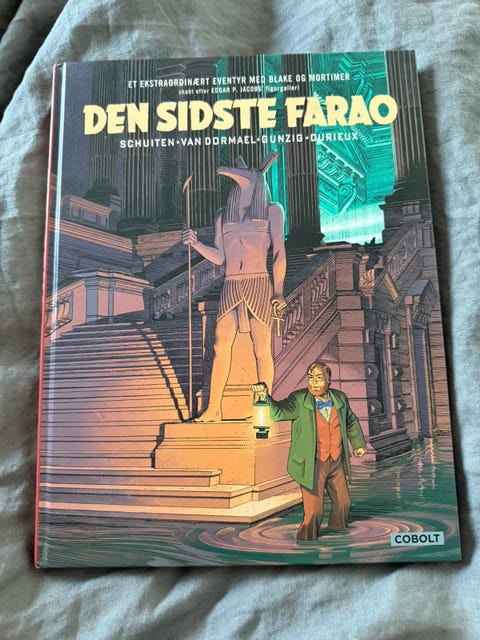 ET EKSTRAORDINÆRT EVENTYR MED BLAKE OG MORTIMER
skabt efter EDGAR P. JACOBS' figurgalleri
DEN SIDSTE FARAO
SCHUITEN • VAN DORMAEL • GUNZIG • DURIEUX
COBOLT